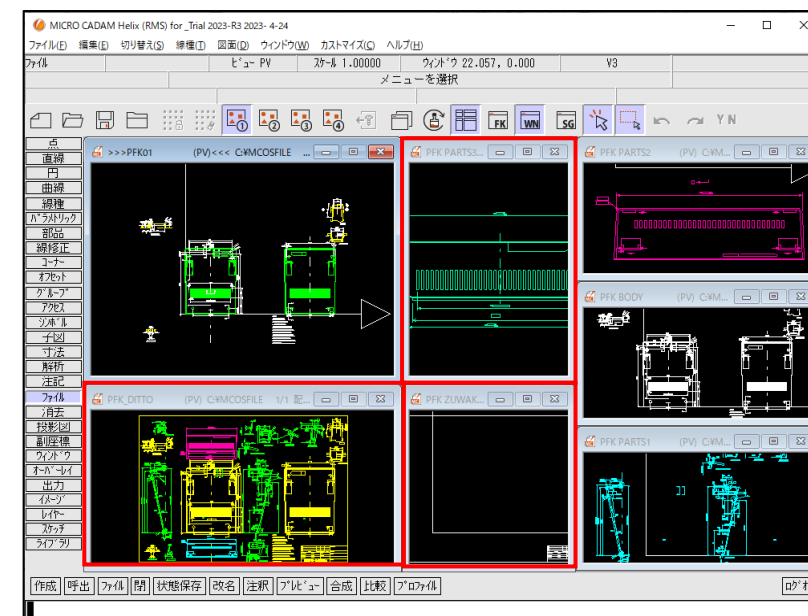 MICRO CADAM Helix (RMS) for _Trial 2023-R3 2023- 4-24
ファイル(F) 編集(E) 切り替え(S) 線種(T) 図面(D) ウィンドウ(W) カスタマイズ(C) ヘルプ(H)
ファイル ビュー PV スケール 1.00000 ウィンドウ 22.057, 0.000 V3
メニューを選択
FK WN SG Y N
点
直線
円
曲線
線種
パラメトリック
部品
線修正
コーナー
オフセット
グループ
アクセス
シンボル
子図
寸法
解析
注記
ファイル
消去
投影図
副座標
ウィンドウ
オーバーレイ
出力
イメージ
レイヤー
スケッチ
ライブラリ
>>>PFK01 (PV)<<< C:¥MCOSFILE ...
PFK PARTS3...
PFK PARTS2 (PV) C:¥M...
PFK BODY (PV) C:¥M...
PFK_DITTO (PV) C:¥MCOSFILE 1/1 配...
PFK ZUWAK...
PFK PARTS1 (PV) C:¥M...
作成 呼出 ファイル 閉 状態保存 改名 注釈 プレビュー 合成 比較 プロファイル ログオ